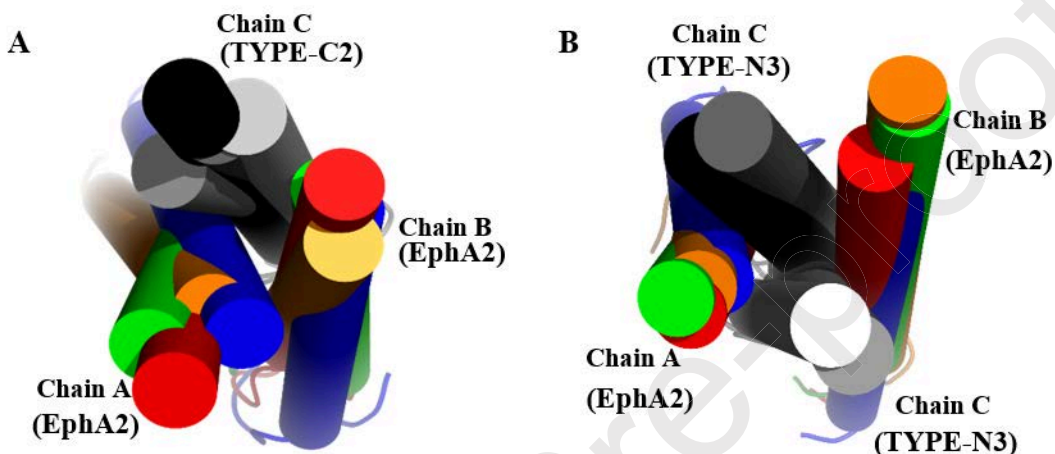 A
Chain C
(TYPE-C2)
Chain B
(EphA2)
Chain A
(EphA2)
B
Chain C
(TYPE-N3)
Chain B
(EphA2)
Chain A
(EphA2)
Chain C
(TYPE-N3)